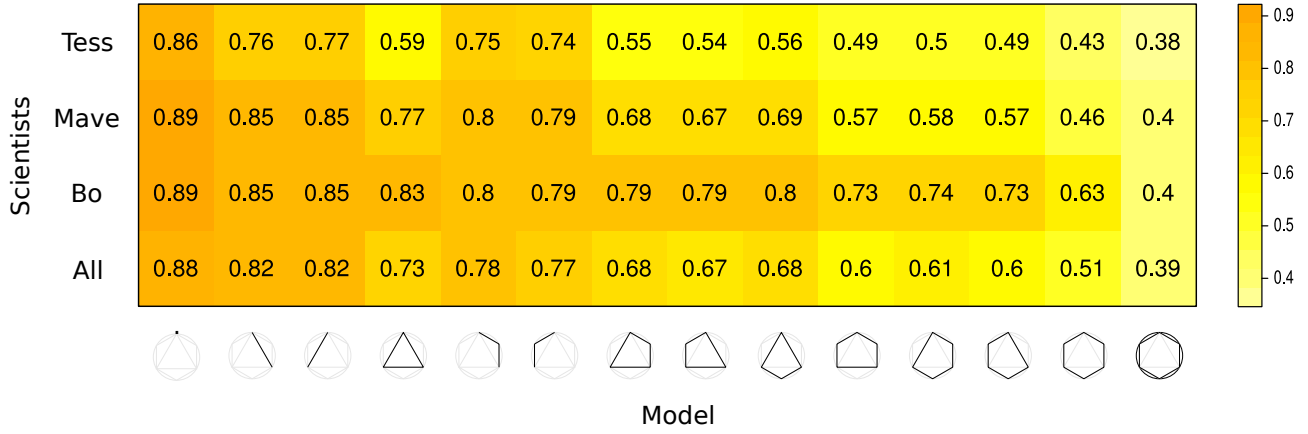 Scientists
Tess 0.86 0.76 0.77 0.59 0.75 0.74 0.55 0.54 0.56 0.49 0.5 0.49 0.43 0.38
Mave 0.89 0.85 0.85 0.77 0.8 0.79 0.68 0.67 0.69 0.57 0.58 0.57 0.46 0.4
Bo 0.89 0.85 0.85 0.83 0.8 0.79 0.79 0.79 0.8 0.73 0.74 0.73 0.63 0.4
All 0.88 0.82 0.82 0.73 0.78 0.77 0.68 0.67 0.68 0.6 0.61 0.6 0.51 0.39
Model
0.9
0.8
0.7
0.6
0.5
0.4